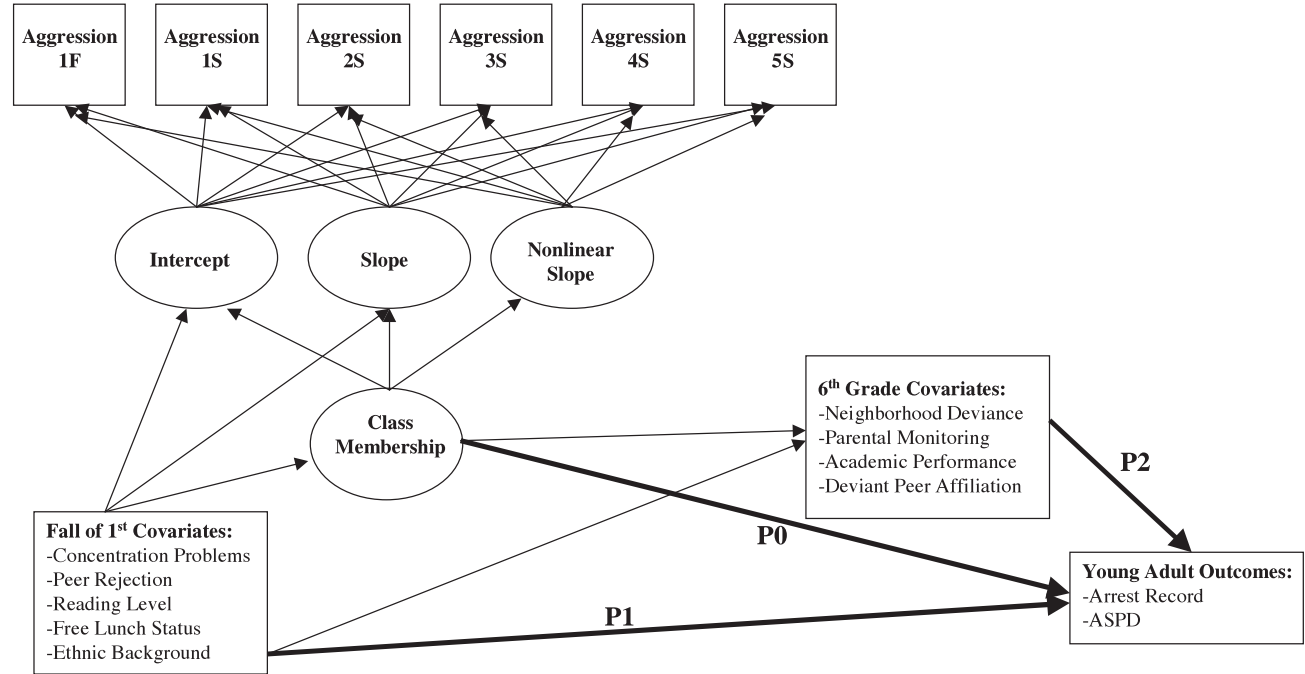 Aggression
1F
Aggression
1S
Aggression
2S
Aggression
3S
Aggression
4S
Aggression
5S
Intercept
Slope
Nonlinear
Slope
Class
Membership
6th Grade Covariates:
-Neighborhood Deviance
-Parental Monitoring
-Academic Performance
-Deviant Peer Affiliation
P2
P0
P1
Fall of 1st Covariates:
-Concentration Problems
-Peer Rejection
-Reading Level
-Free Lunch Status
-Ethnic Background
Young Adult Outcomes:
-Arrest Record
-ASPD